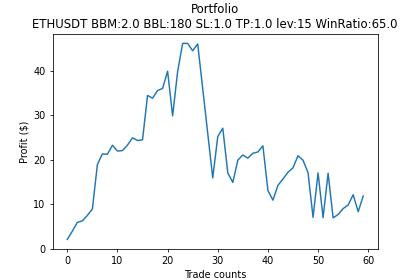 Portfolio
ETHUSDT BBM:2.0 BBL:180 SL:1.0 TP:1.0 lev:15 WinRatio:65.0
40
30
20
10
0
Profit ($)
0 10 20 30 40 50 60
Trade counts